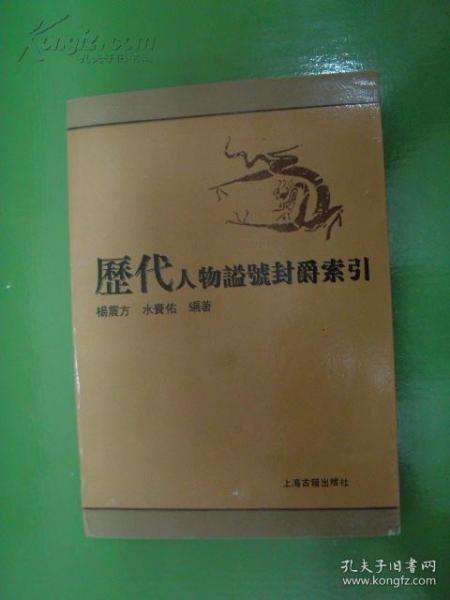 Kongfz.com
孔夫子旧书网
歷代人物謚號封爵索引
楊震方 水賚佑 編著
上海古籍出版社
孔夫子旧书网
www.kongfz.com